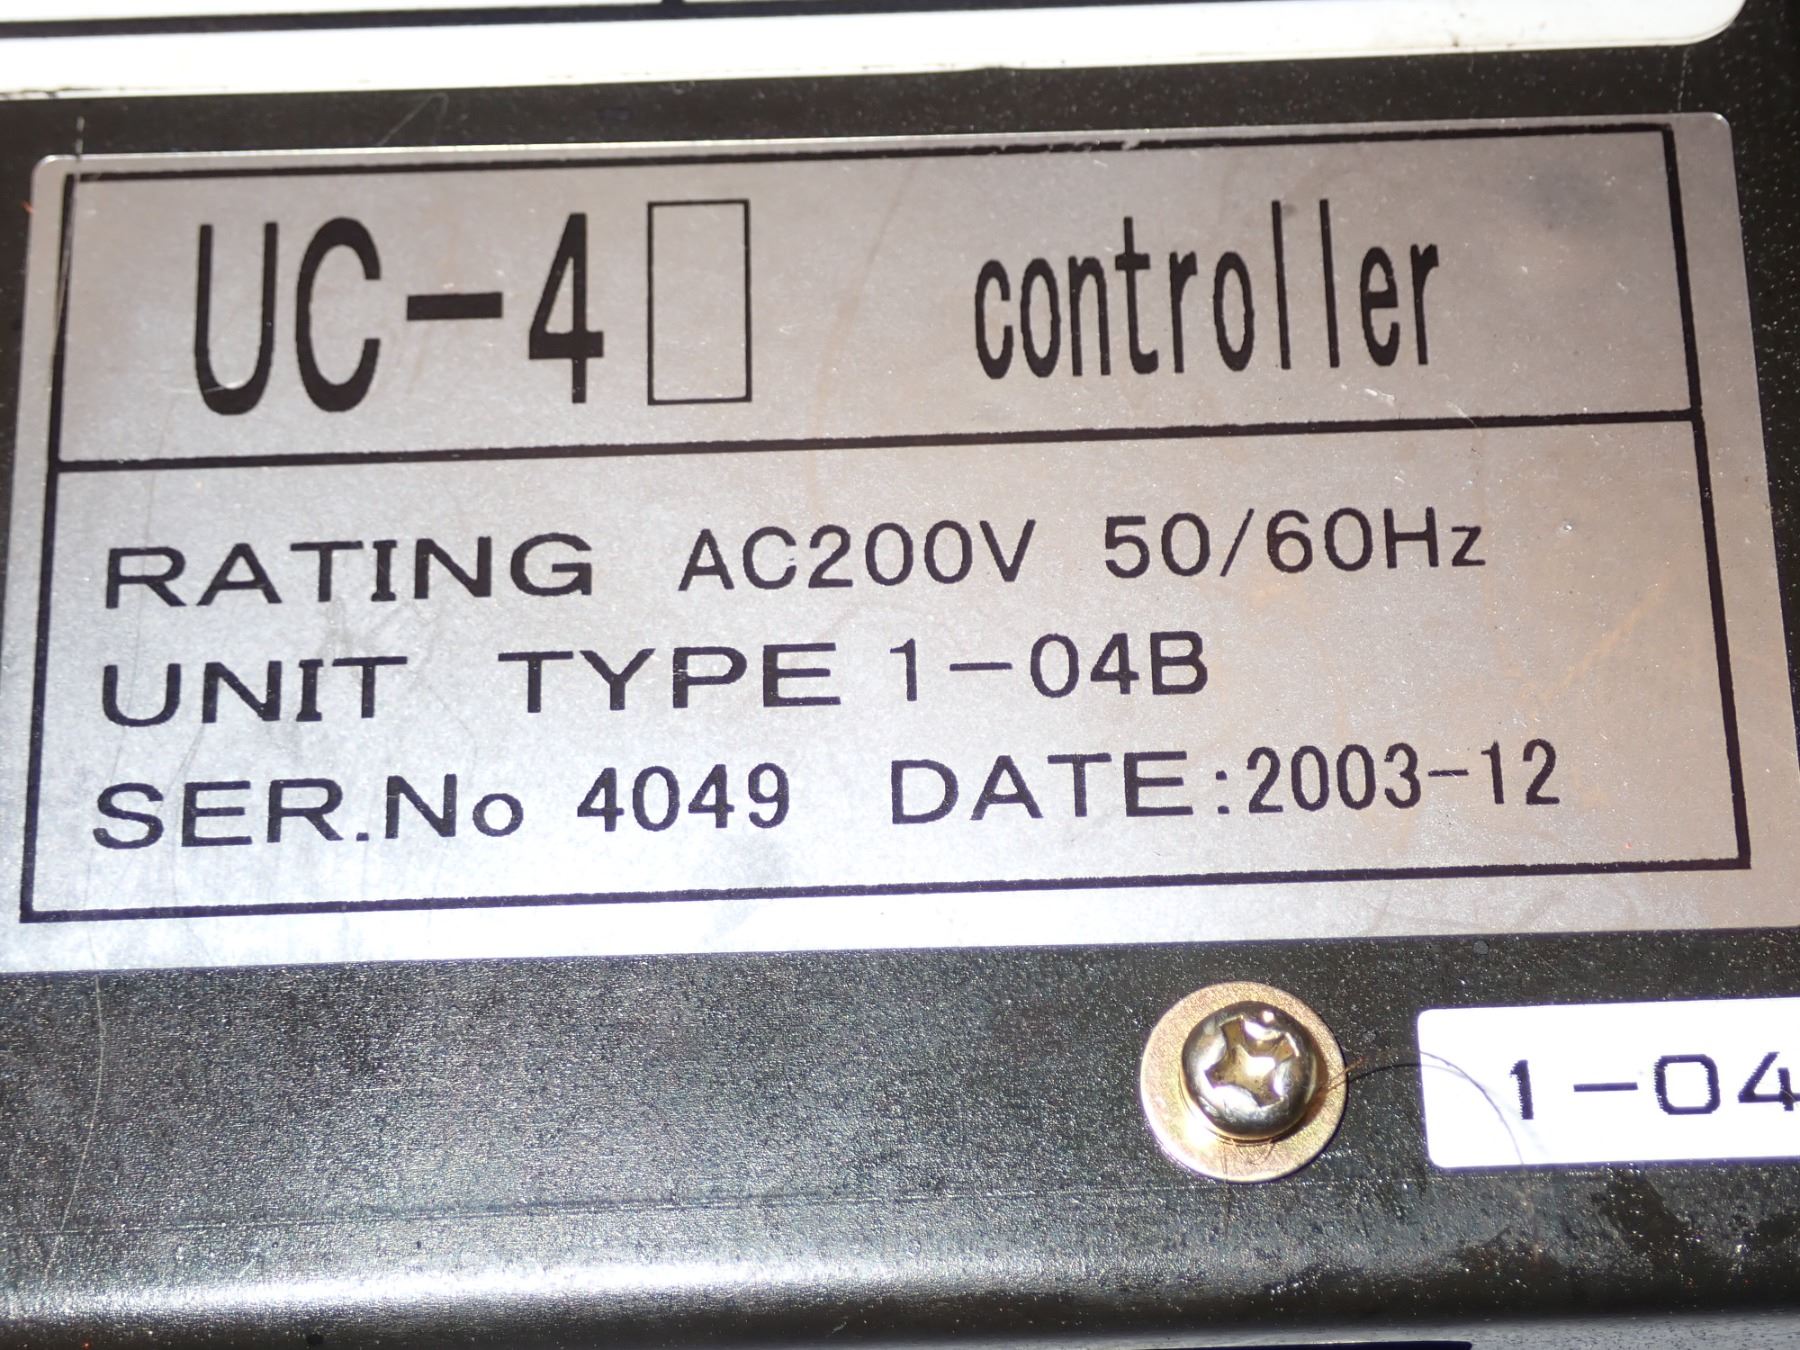 UC-4□ controller
RATING AC200V 50/60Hz
UNIT TYPE 1-04B
SER.No 4049 DATE:2003-12
1-04